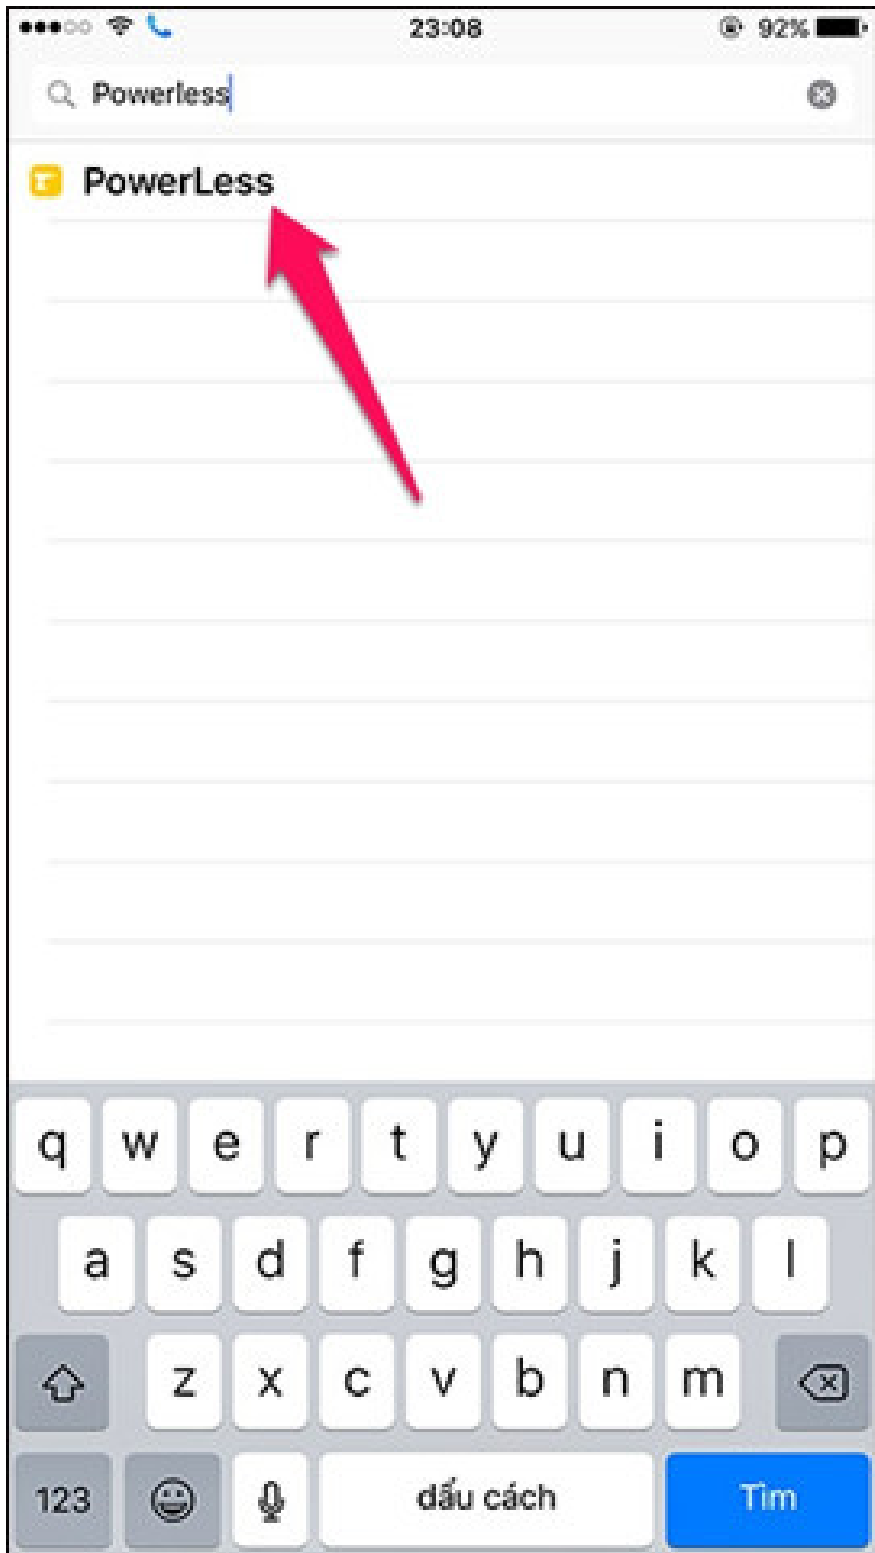 23:08 92%
Powerless
PowerLess
q w e r t y u i o p
a s d f g h j k l
z x c v b n m
123 dấu cách Tìm